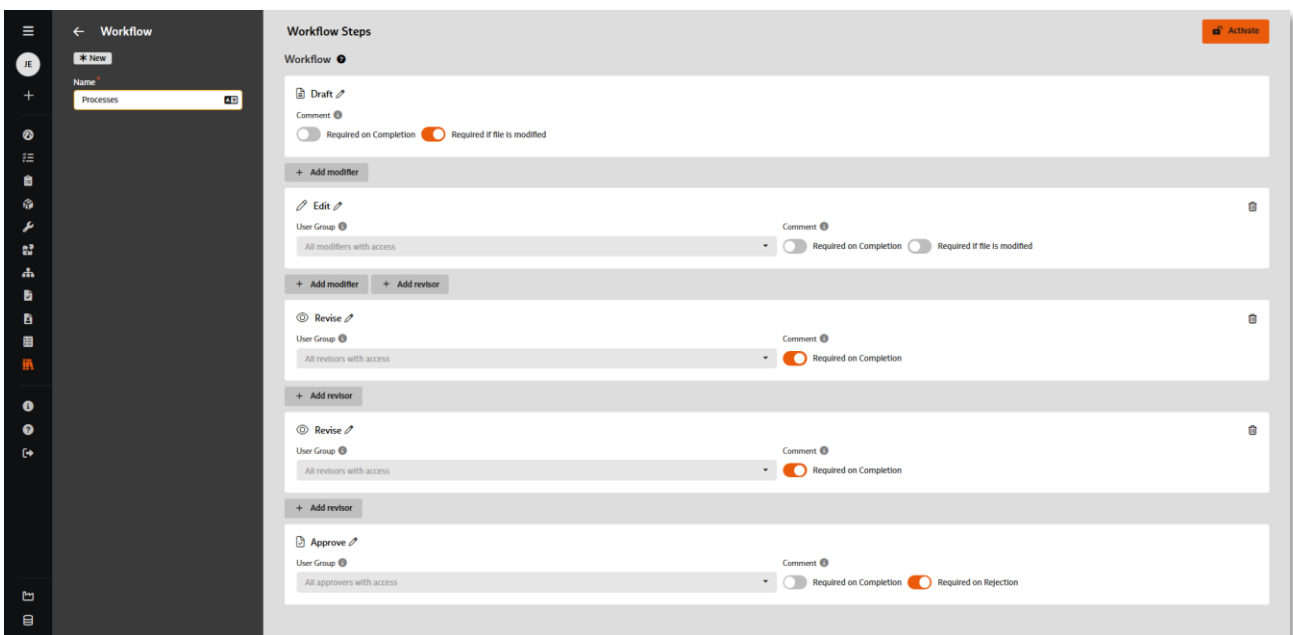 Workflow
New
Name*
Processes
JE
Workflow Steps
Activate
Workflow
Draft
Comment
Required on Completion Required if file is modified
+ Add modifier
Edit
User Group Comment
All modifiers with access Required on Completion Required if file is modified
+ Add modifier + Add revisor
Revise
User Group Comment
All revisors with access Required on Completion
+ Add revisor
Revise
User Group Comment
All revisors with access Required on Completion
+ Add revisor
Approve
User Group Comment
All approvers with access Required on Completion Required on Rejection